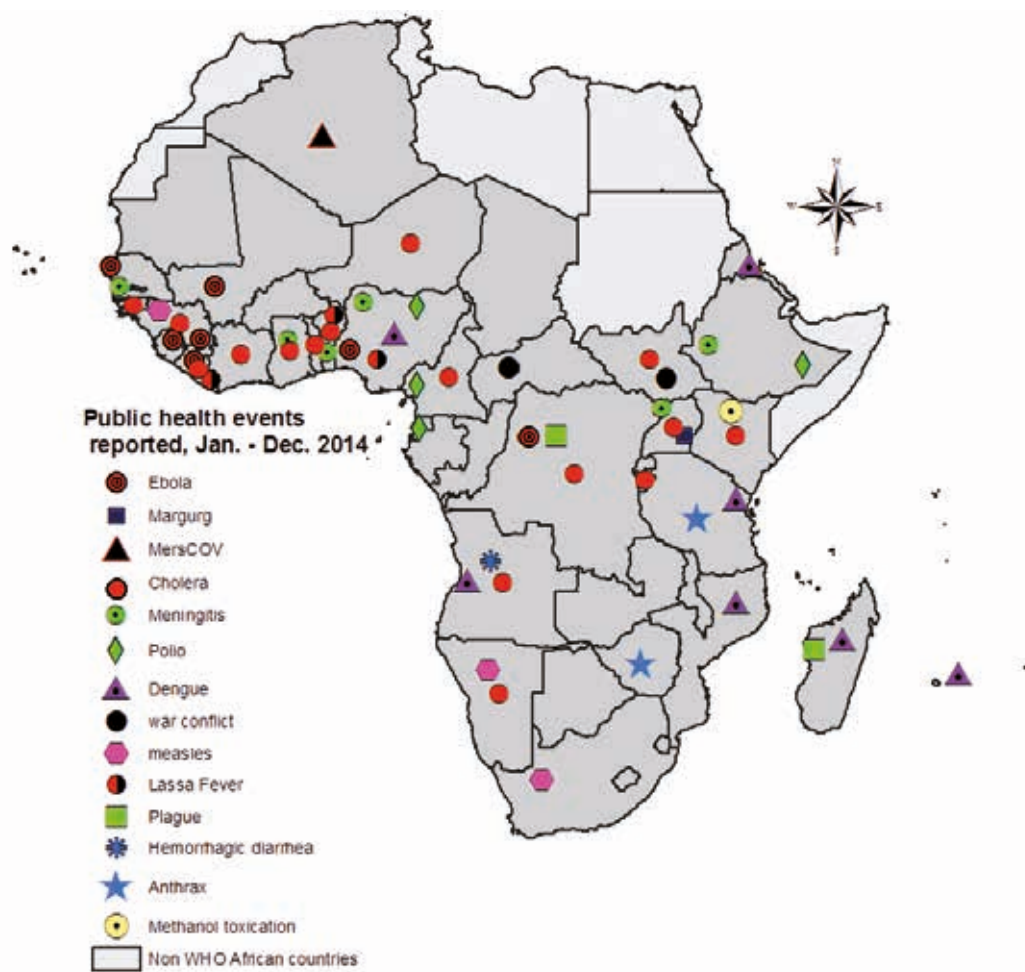 Public health events
reported, Jan. - Dec. 2014
Ebola
Margurg
MersCOV
Cholera
Meningitis
Polio
Dengue
war conflict
measles
Lassa Fever
Plague
Hemorrhagic diarrhea
Anthrax
Methanol toxication
Non WHO African countries